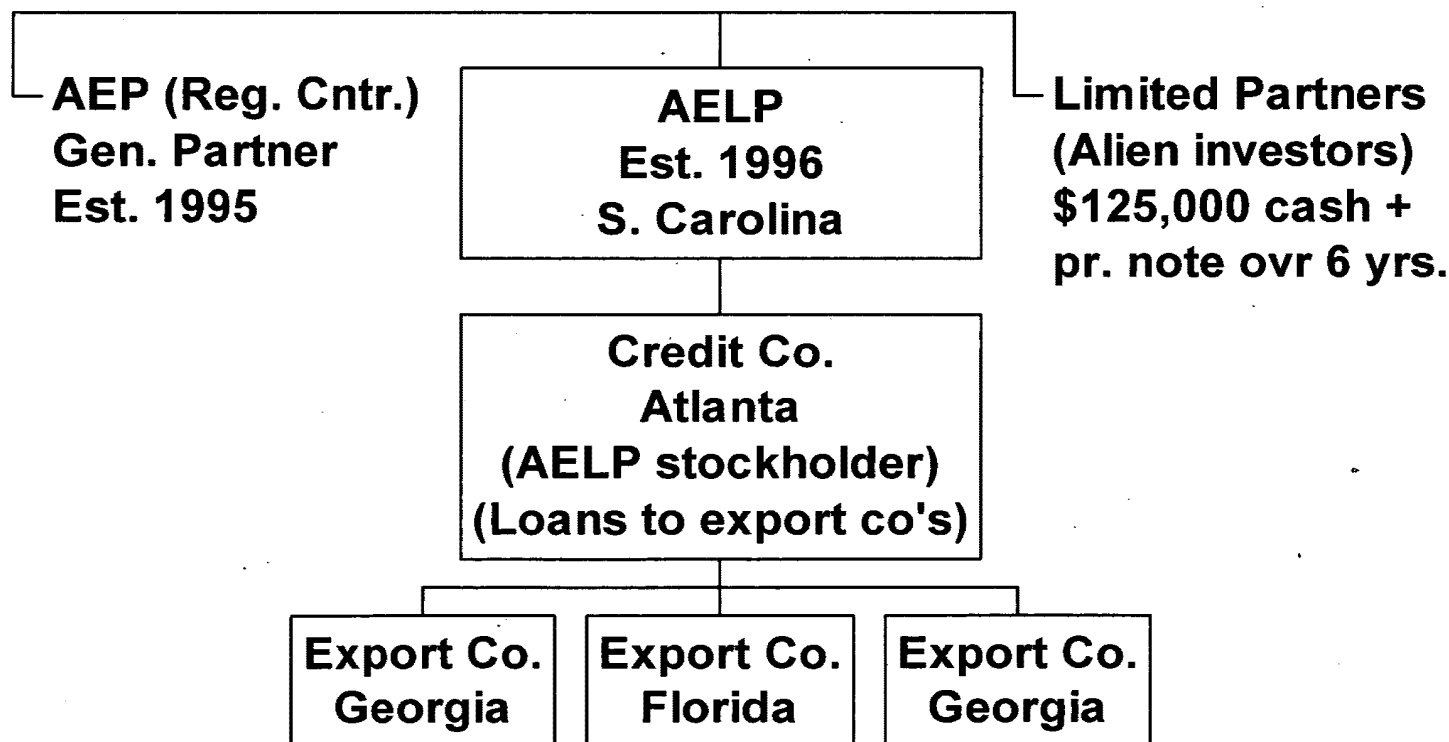 AEP (Reg. Cntr.)
Gen. Partner
Est. 1995
AELP
Est. 1996
S. Carolina
Limited Partners
(Alien investors)
$125,000 cash +
pr. note ovr 6 yrs.
Credit Co.
Atlanta
(AELP stockholder)
(Loans to export co's)
Export Co.
Georgia
Export Co.
Florida
Export Co.
Georgia